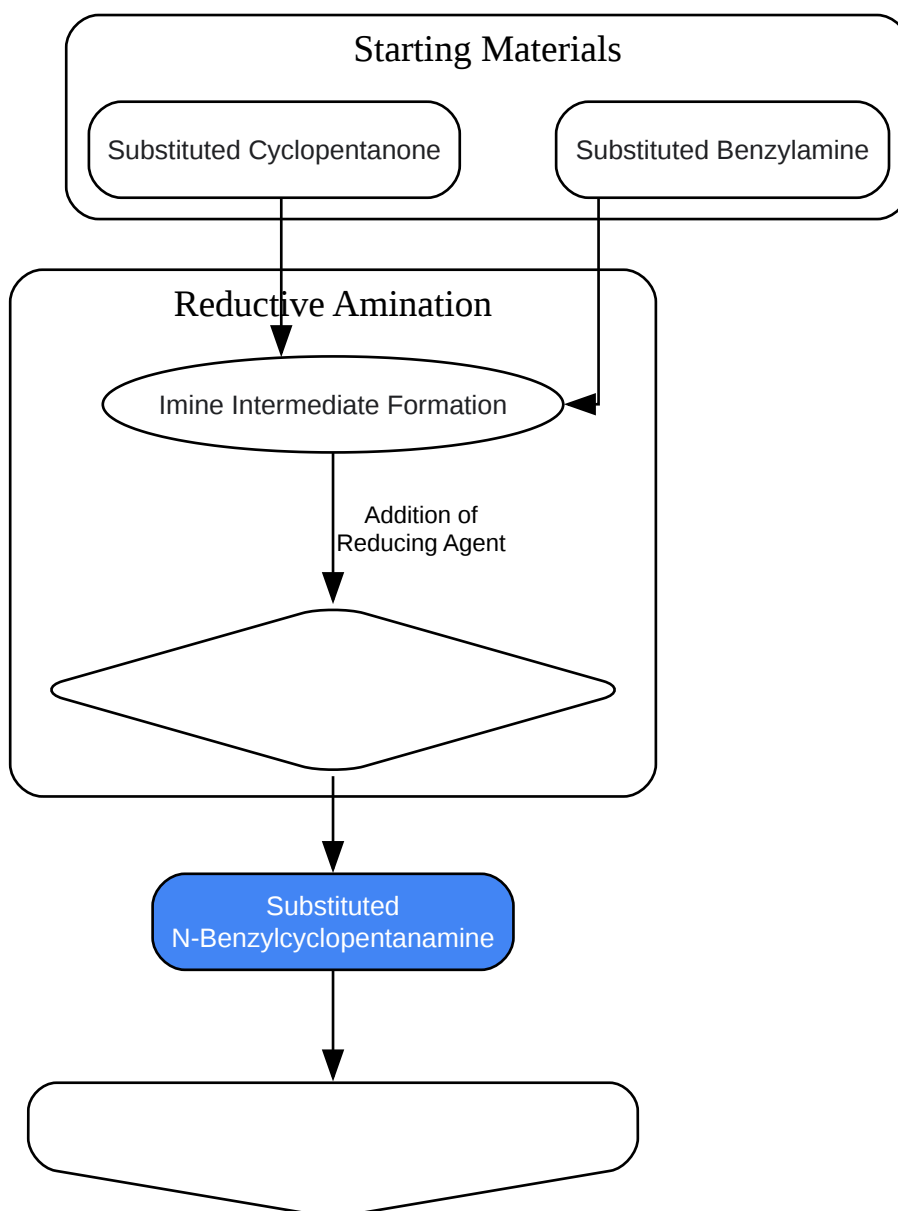 Starting Materials
Substituted Cyclopentanone
Substituted Benzylamine
Reductive Amination
Imine Intermediate Formation
Addition of
Reducing Agent
Substituted
N-Benzylcyclopentanamine